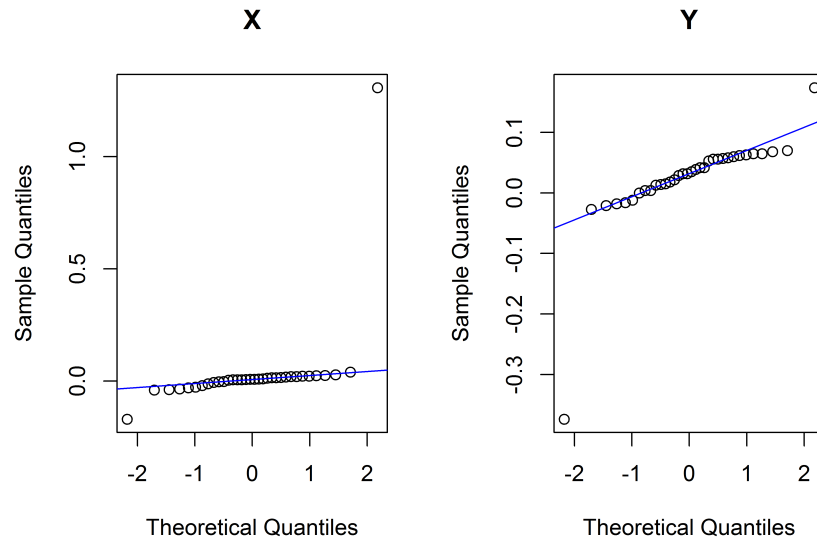 X
Sample Quantiles
1.0
0.5
0.0
-2 -1 0 1 2
Theoretical Quantiles
Y
Sample Quantiles
0.1
0.0
-0.1
-0.2
-0.3
-2 -1 0 1 2
Theoretical Quantiles